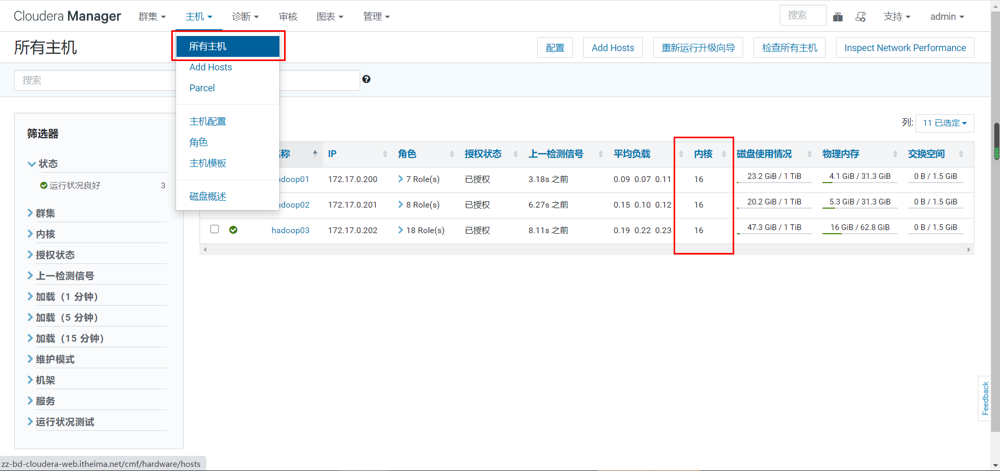 Cloudera Manager 群集 主机 诊断 审核 图表 管理 搜索 支持 admin
所有主机 所有主机 配置 Add Hosts 重新运行升级向导 检查所有主机 Inspect Network Performance
Add Hosts
搜索
Parcel
主机配置
角色
主机模板
磁盘概述
列: 11 已选定
筛选器
状态
运行状况良好 3
群集
内核
授权状态
上一检测信号
加载（1 分钟）
加载（5 分钟）
加载（15 分钟）
维护模式
机架
服务
运行状况测试
称 IP 角色 授权状态 上一检测信号 平均负载 内核 磁盘使用情况 物理内存 交换空间
adoop01 172.17.0.200 7 Role(s) 已授权 3.18s 之前 0.09 0.07 0.11 16 23.2 GiB / 1 TiB 4.1 GiB / 31.3 GiB 0 B / 1.5 GiB
adoop02 172.17.0.201 8 Role(s) 已授权 6.27s 之前 0.15 0.10 0.12 16 20.2 GiB / 1 TiB 5.3 GiB / 31.3 GiB 0 B / 1.5 GiB
hadoop03 172.17.0.202 18 Role(s) 已授权 8.11s 之前 0.19 0.22 0.23 16 47.3 GiB / 1 TiB 16 GiB / 62.8 GiB 0 B / 1.5 GiB
Feedback
zz-bd-cloudera-web.itheima.net/cmf/hardware/hosts